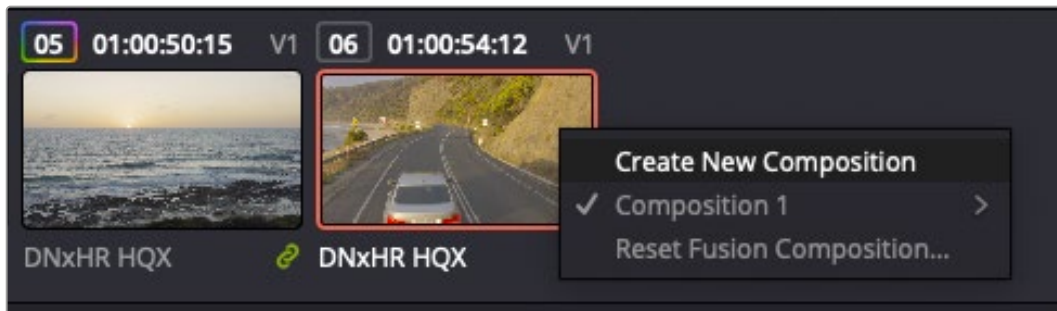 05 01:00:50:15 V1 06 01:00:54:12 V1
Create New Composition
Composition 1
Reset Fusion Composition...
DNxHR HQX DNxHR HQX